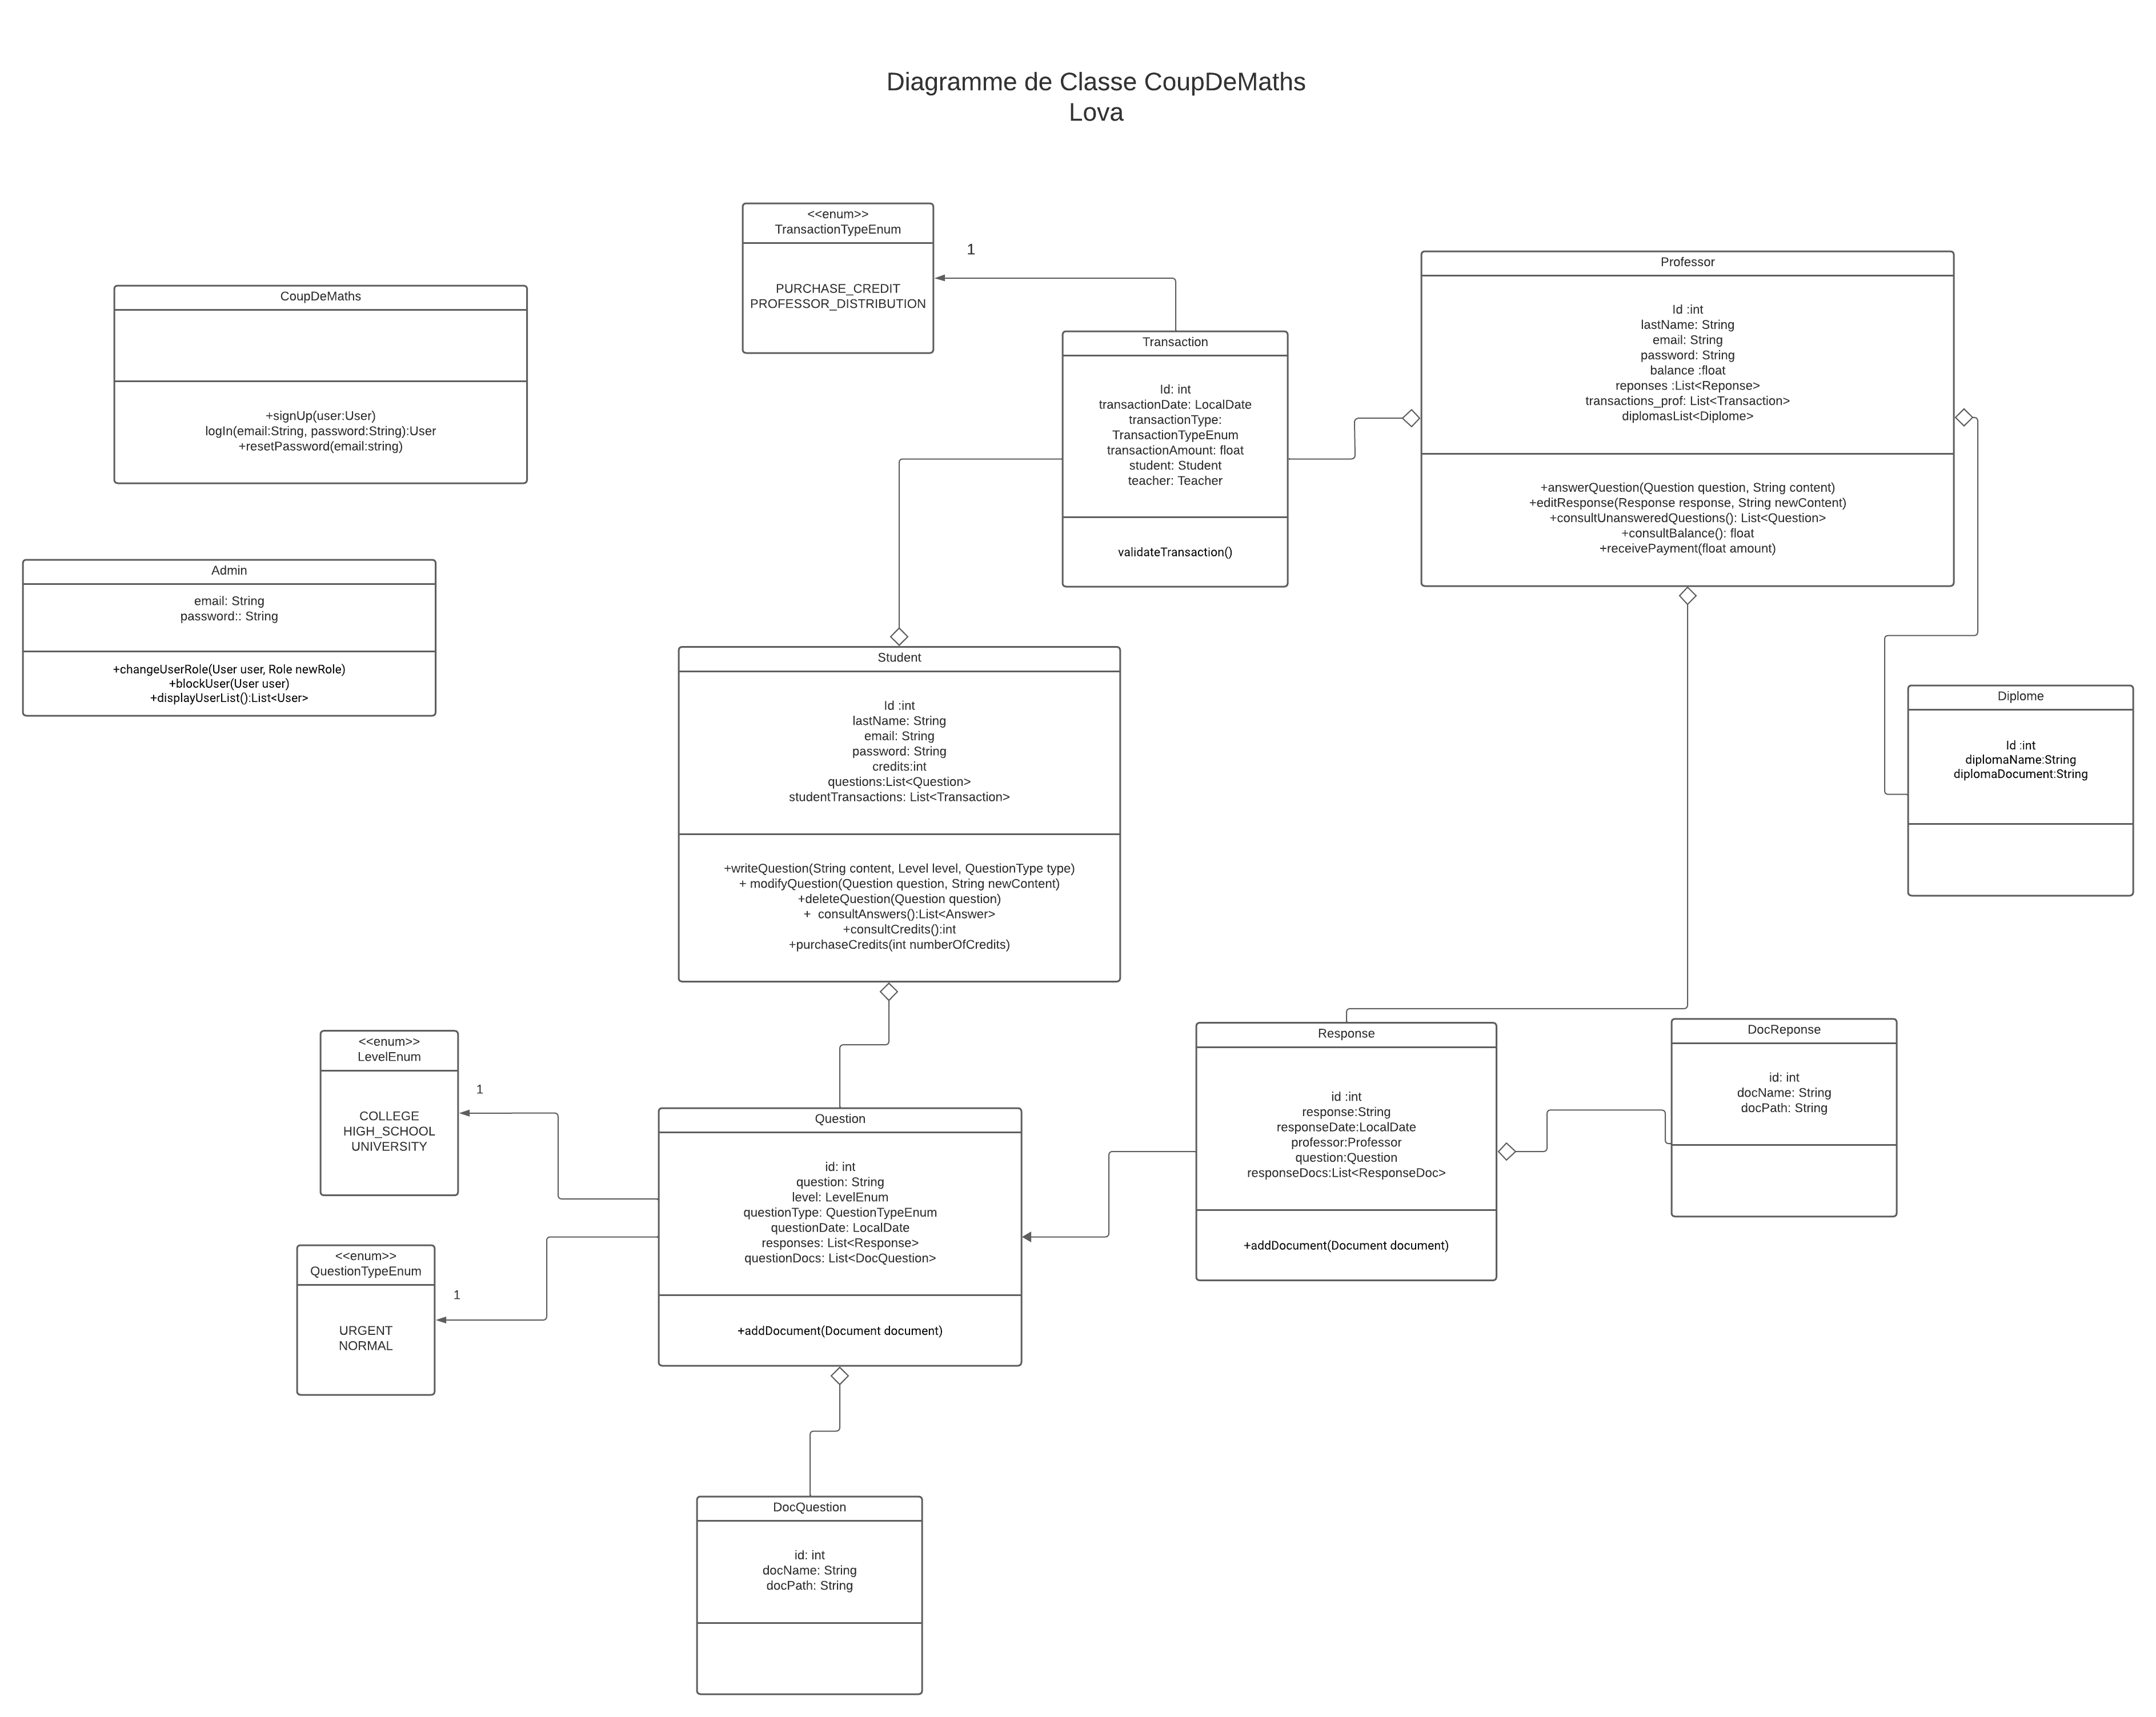 Diagramme de Classe CoupDeMaths
Lova
<<enum>>
TransactionTypeEnum
PURCHASE_CREDIT
PROFESSOR_DISTRIBUTION
1
CoupDeMaths
+signUp(user:User)
logIn(email:String, password:String):User
+resetPassword(email:string)
Professor
Id :int
lastName: String
email: String
password: String
balance :float
reponses :List<Reponse>
transactions_prof: List<Transaction>
diplomasList<Diplome>
+answerQuestion(Question question, String content)
+editResponse(Response response, String newContent)
+consultUnansweredQuestions(): List<Question>
+consultBalance(): float
+receivePayment(float amount)
Transaction
Id: int
transactionDate: LocalDate
transactionType:
TransactionTypeEnum
transactionAmount: float
student: Student
teacher: Teacher
validateTransaction()
Admin
email: String
password:: String
+changeUserRole(User user, Role newRole)
+blockUser(User user)
+displayUserList():List<User>
Student
Id :int
lastName: String
email: String
password: String
credits:int
questions:List<Question>
studentTransactions: List<Transaction>
+writeQuestion(String content, Level level, QuestionType type)
+ modifyQuestion(Question question, String newContent)
+deleteQuestion(Question question)
+  consultAnswers():List<Answer>
+consultCredits():int
+purchaseCredits(int numberOfCredits)
Diplome
Id :int
diplomaName:String
diplomaDocument:String
<<enum>>
LevelEnum
COLLEGE
HIGH_SCHOOL
UNIVERSITY
1
Response
id :int
response:String
responseDate:LocalDate
professor:Professor
question:Question
responseDocs:List<ResponseDoc>
+addDocument(Document document)
DocReponse
id: int
docName: String
docPath: String
Question
id: int
question: String
level: LevelEnum
questionType: QuestionTypeEnum
questionDate: LocalDate
responses: List<Response>
questionDocs: List<DocQuestion>
+addDocument(Document document)
<<enum>>
QuestionTypeEnum
URGENT
NORMAL
1
DocQuestion
id: int
docName: String
docPath: String